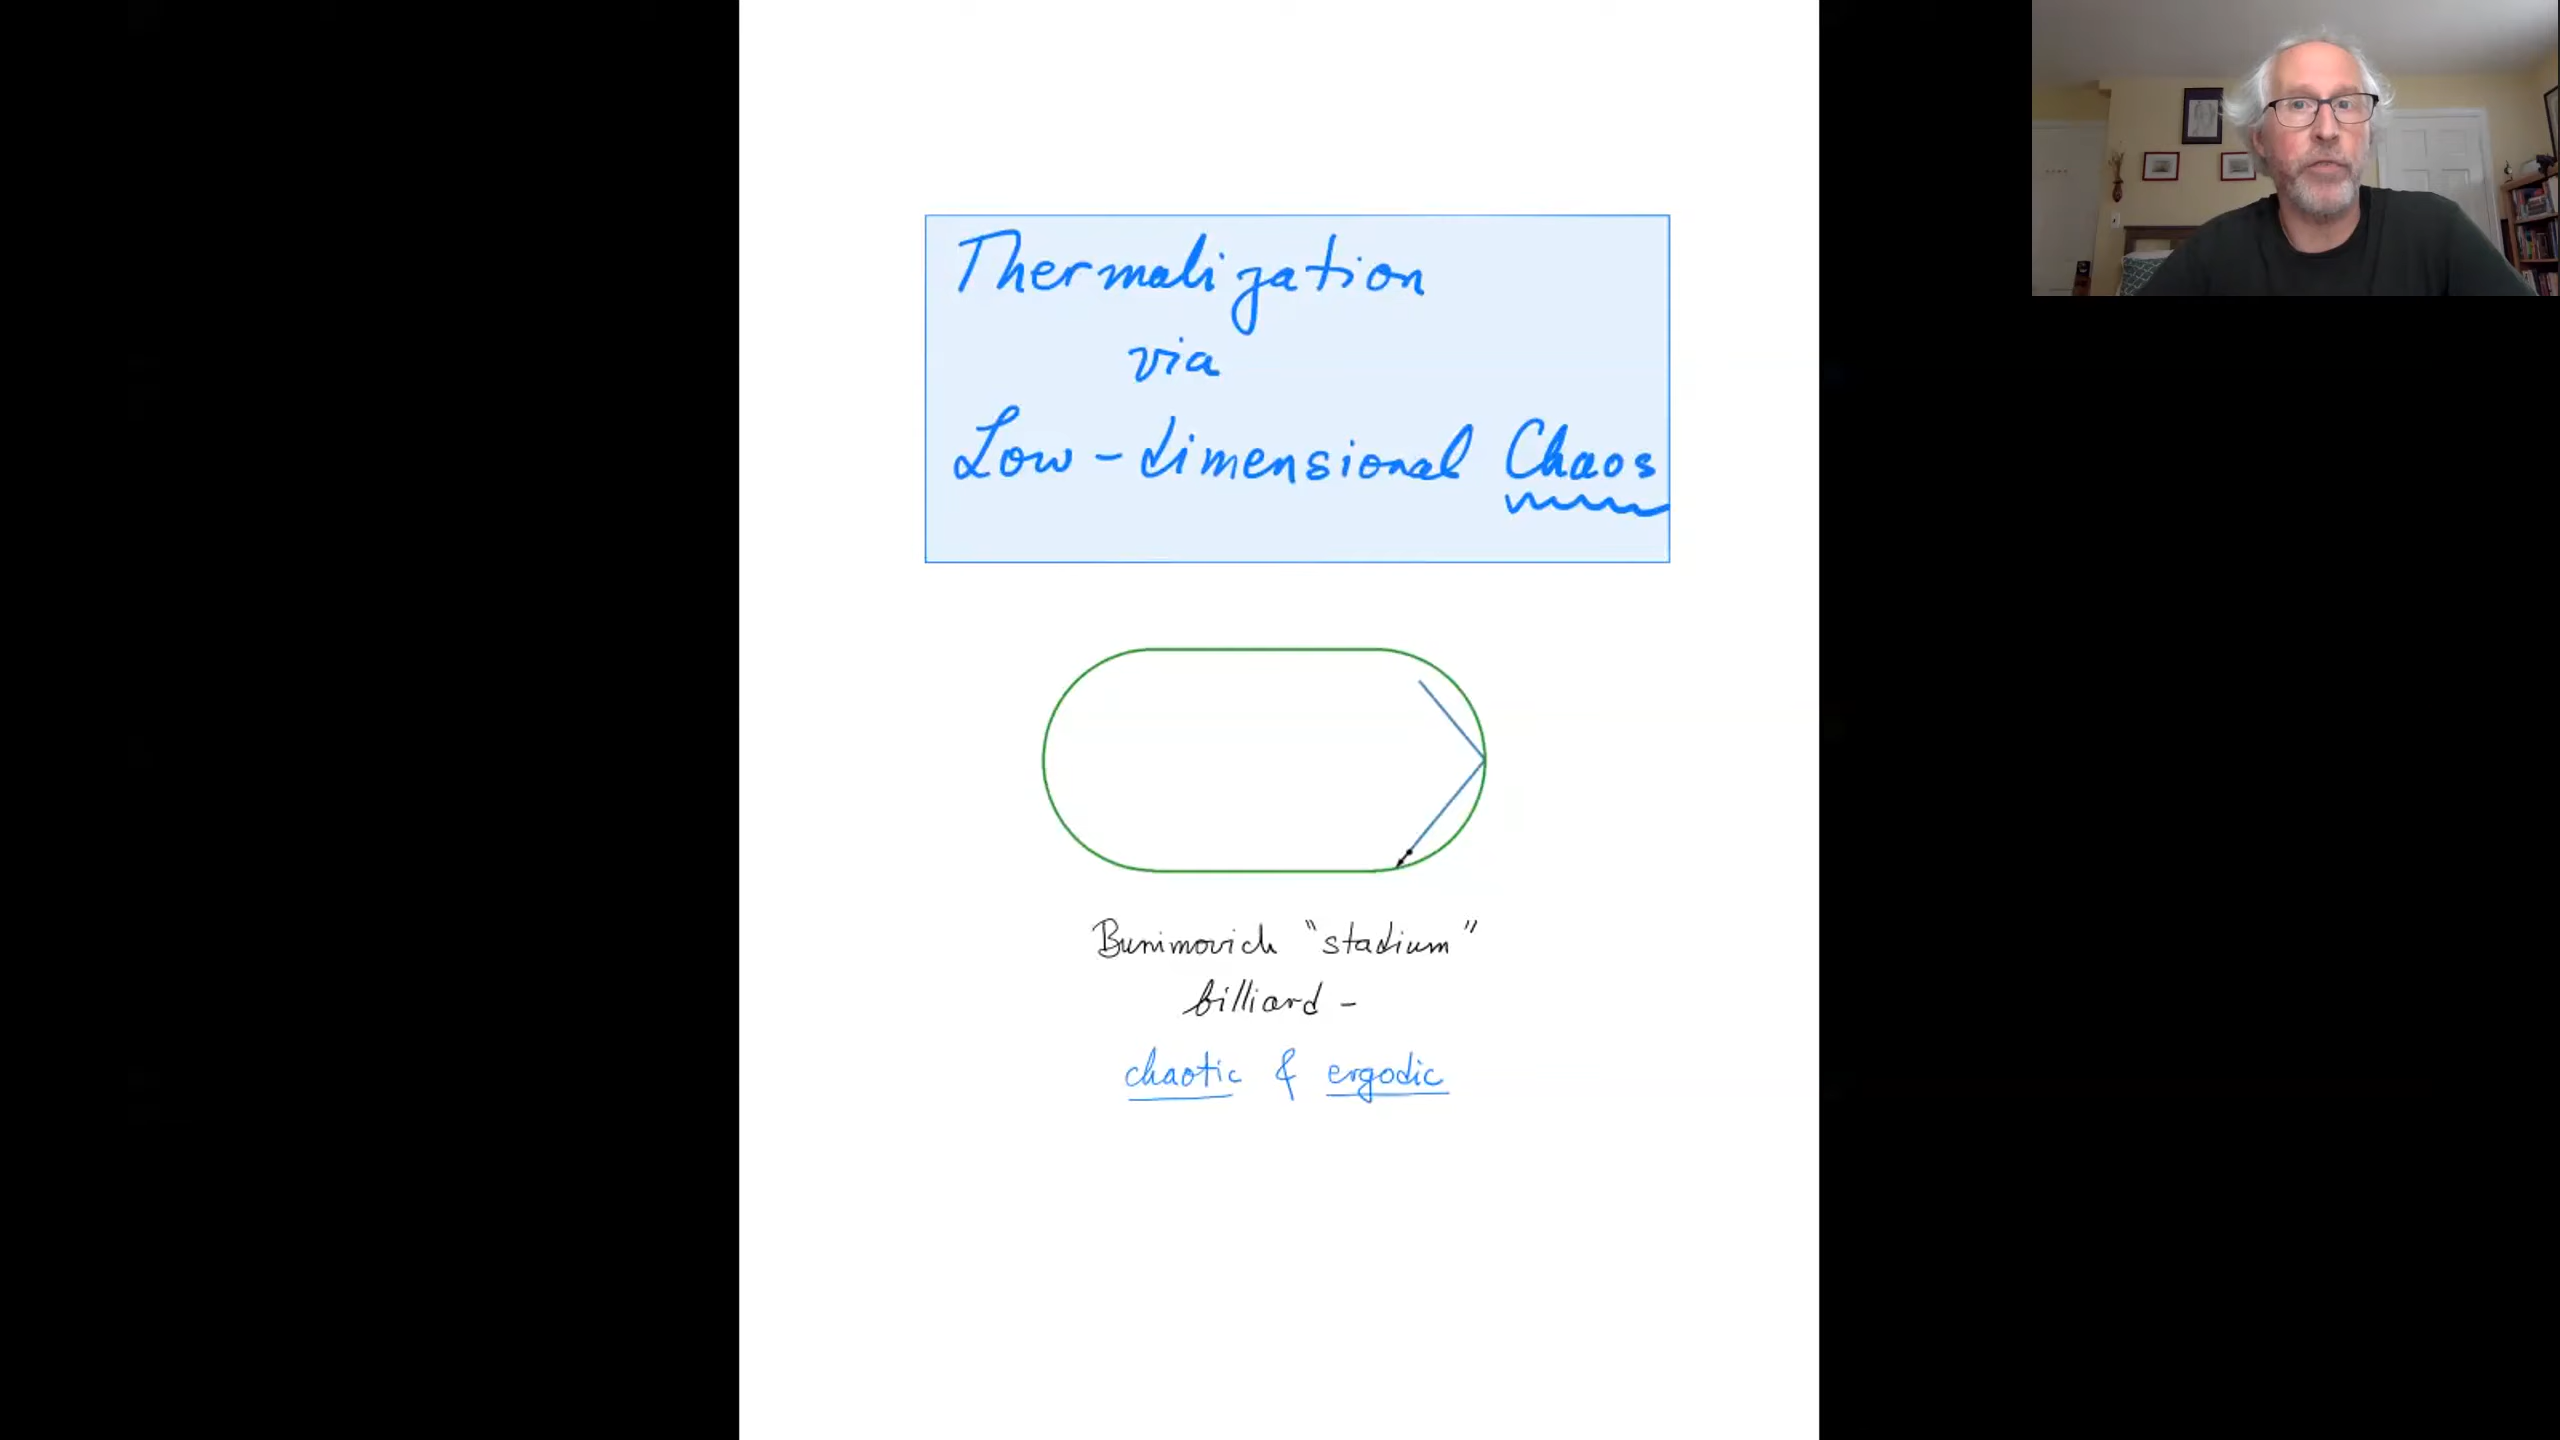 Thermalization
via
Low-dimensional Chaos
Bunimovich "stadium"
billiard -
chaotic & ergodic